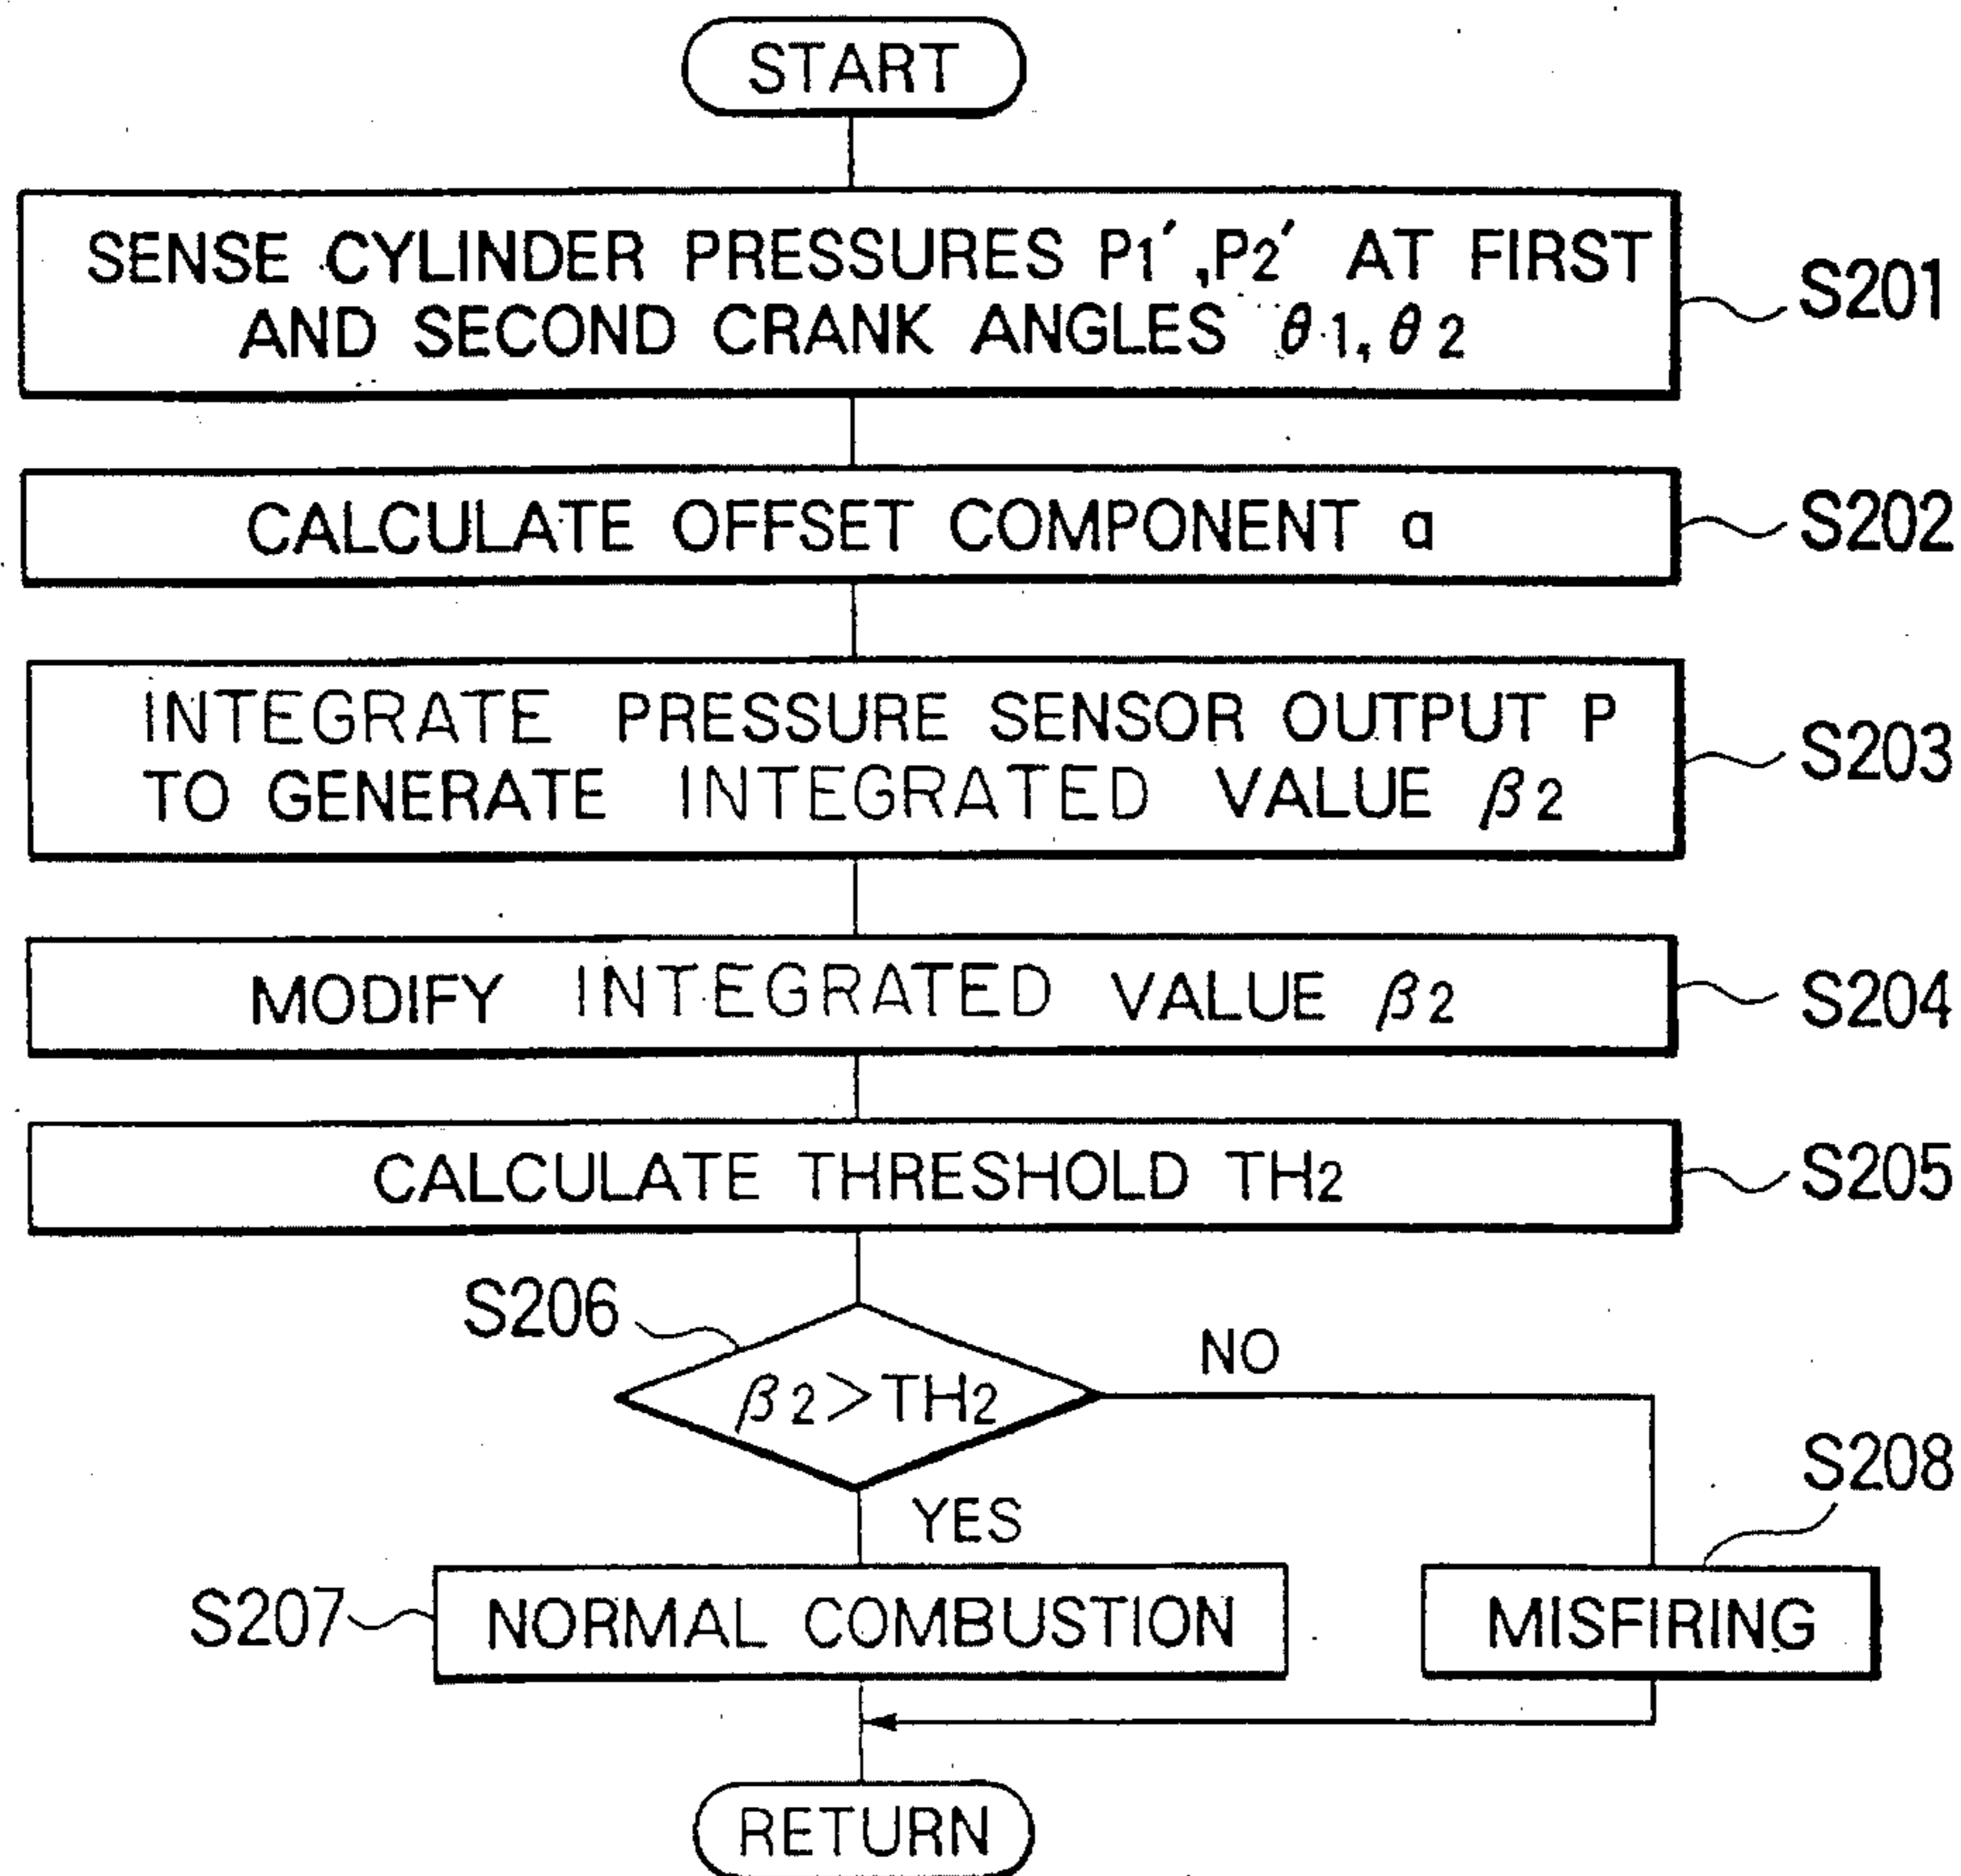 START
SENSE CYLINDER PRESSURES P1′,P2′ AT FIRST
AND SECOND CRANK ANGLES θ1,θ2
S201
CALCULATE OFFSET COMPONENT a
S202
INTEGRATE PRESSURE SENSOR OUTPUT P
TO GENERATE INTEGRATED VALUE β2
S203
MODIFY INTEGRATED VALUE β2
S204
CALCULATE THRESHOLD TH2
S205
S206
β2>TH2
NO
YES
S208
S207
NORMAL COMBUSTION
MISFIRING
RETURN